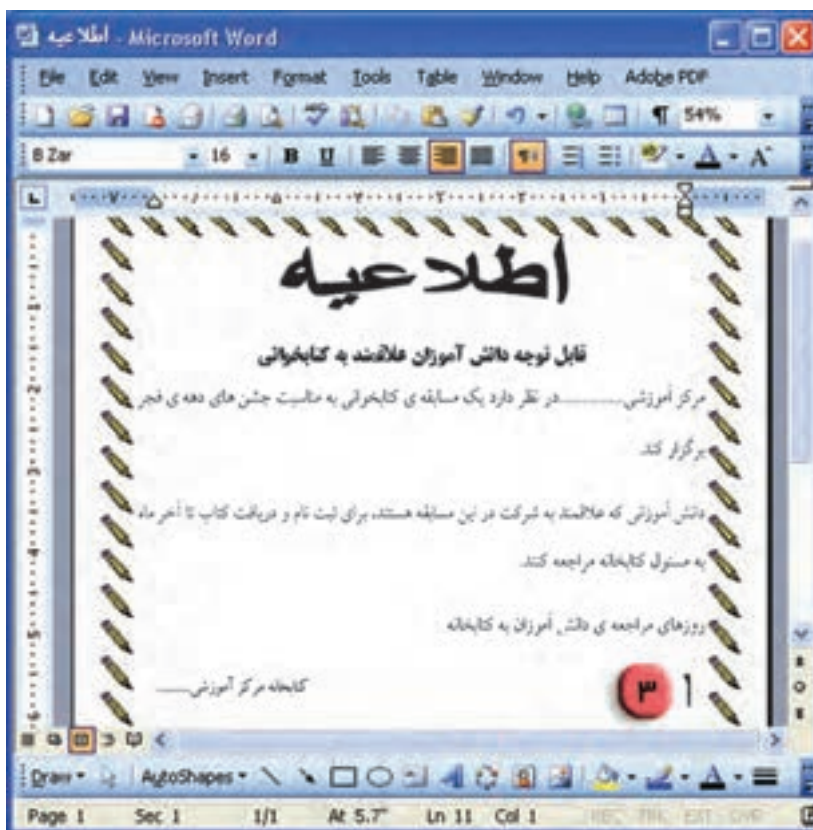 اطلاعیه - Microsoft Word
File Edit View Insert Format Tools Table Window Help Adobe PDF
54%
B Zar 16 B U
اطلاعیه
قابل توجه دانش آموزان علاقمند به کتابخوانی
مرکز آموزشی............در نظر دارد یک مسابقه ی کتابخوانی به مناسبت جشن های دهه ی فجر
برگزار کند.
دانش آموزانی که علاقمند به شرکت در این مسابقه هستند، برای ثبت نام و دریافت کتاب تا آخر ماه
به مسئول کتابخانه مراجعه کنند.
روزهای مراجعه ی دانش آموزان به کتابخانه
۳
کتابخانه مرکز آموزشی......
Draw AutoShapes
Page 1 Sec 1 1/1 At 5.7" Ln 11 Col 1 REC TRK EXT OVR